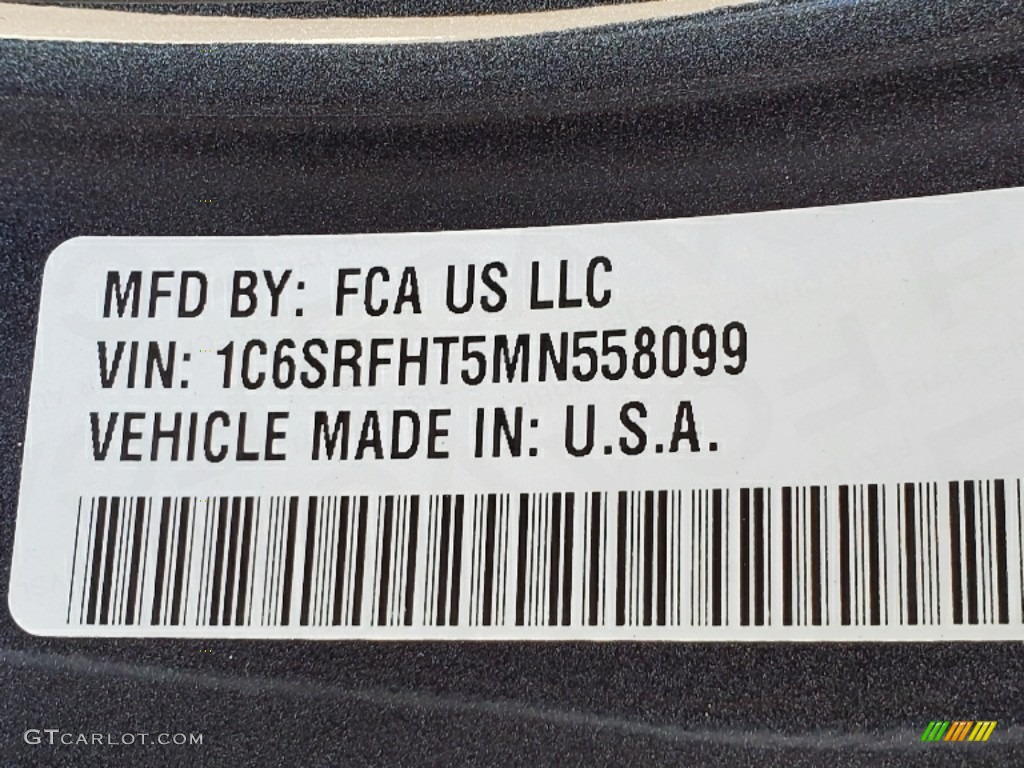 MFD BY: FCA US LLC
VIN: 1C6SRFHT5MN558099
VEHICLE MADE IN: U.S.A.
GTCARLOT.COM